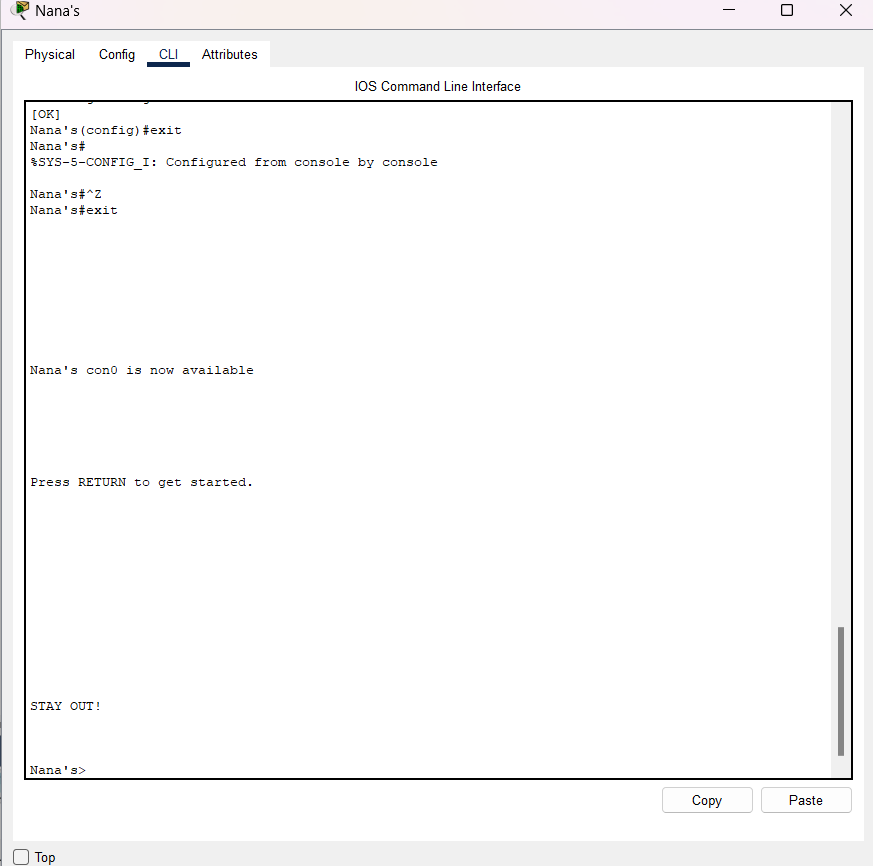 Nana's
Physical Config CLI Attributes
IOS Command Line Interface
[OK]
Nana's(config)#exit
Nana's#
%SYS-5-CONFIG_I: Configured from console by console
Nana's#^Z
Nana's#exit
Nana's con0 is now available
Press RETURN to get started.
STAY OUT!
Nana's>
Copy Paste
Top